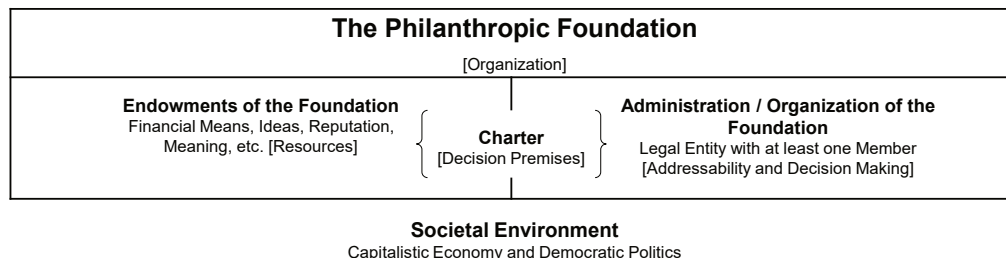 The Philanthropic Foundation
[Organization]
Endowments of the Foundation
Financial Means, Ideas, Reputation,
Meaning, etc. [Resources]
Charter
[Decision Premises]
Administration / Organization of the
Foundation
Legal Entity with at least one Member
[Addressability and Decision Making]
Societal Environment
Capitalistic Economy and Democratic Politics